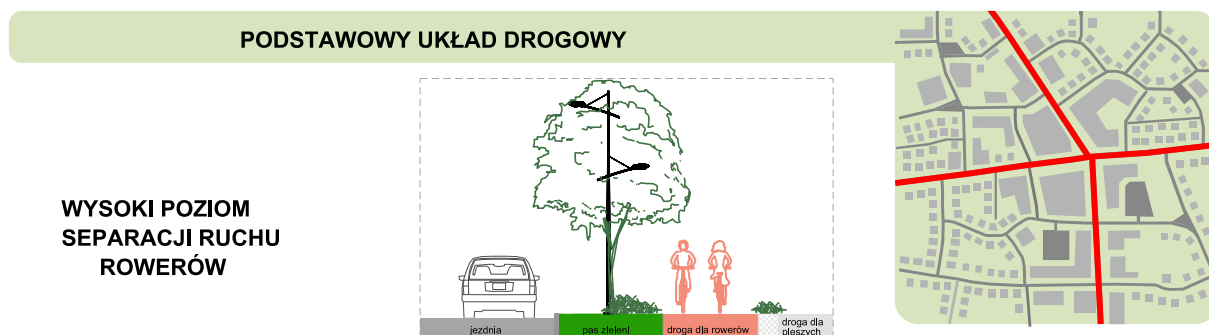 PODSTAWOWY UKŁAD DROGOWY
WYSOKI POZIOM
SEPARACJI RUCHU
ROWERÓW
jezdnia
pas zieleni
droga dla rowerów
droga dla
pieszych